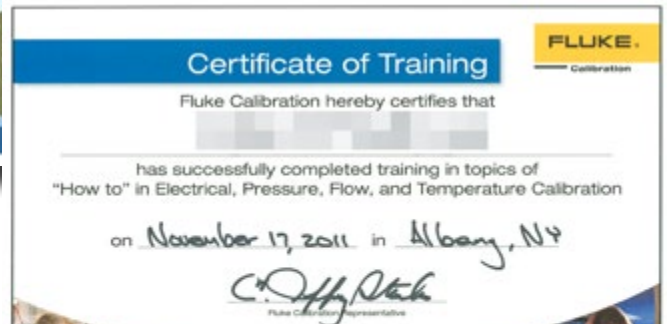 FLUKE.
Calibration
Certificate of Training
Fluke Calibration hereby certifies that
has successfully completed training in topics of
"How to" in Electrical, Pressure, Flow, and Temperature Calibration
on November 17, 2011 in Albany, NY
Fluke Calibration Representative